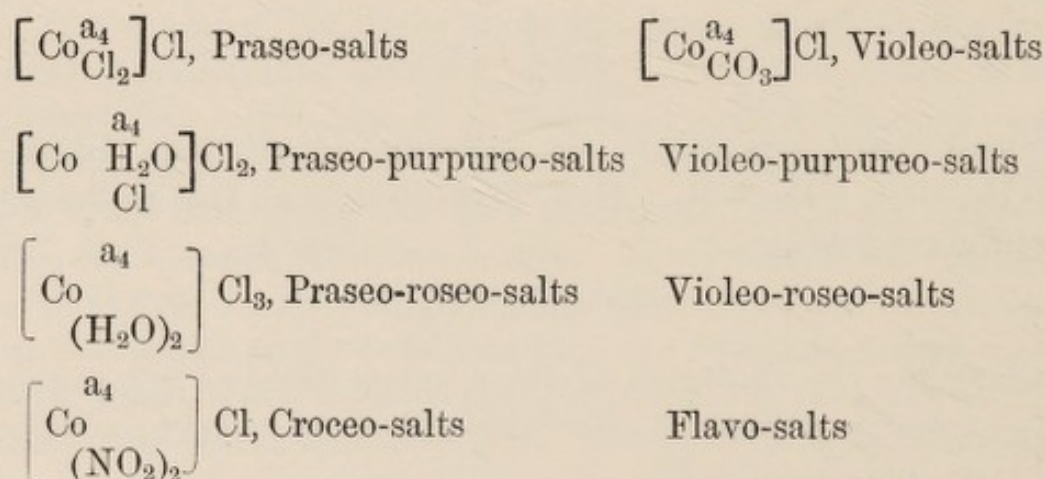 [Co a₄ Cl₂]Cl, Praseo-salts [Co a₄ CO₃]Cl, Violeo-salts
[Co a₄ H₂O Cl]Cl₂, Praseo-purpureo-salts Violeo-purpureo-salts
[Co a₄ (H₂O)₂] Cl₃, Praseo-roseo-salts Violeo-roseo-salts
[Co a₄ (NO₂)₂] Cl, Croceo-salts Flavo-salts